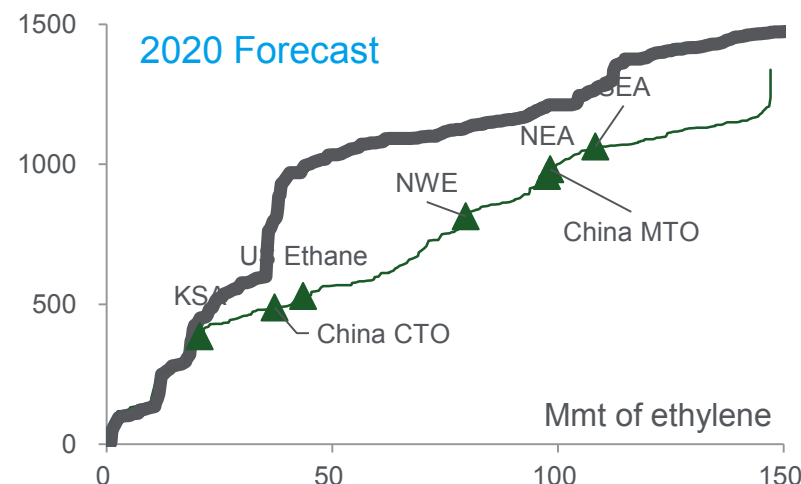 1500
2020 Forecast
SEA
NEA
1000
NWE
China MTO
US Ethane
500
KSA
China CTO
Mmt of ethylene
0
0
50
100
150